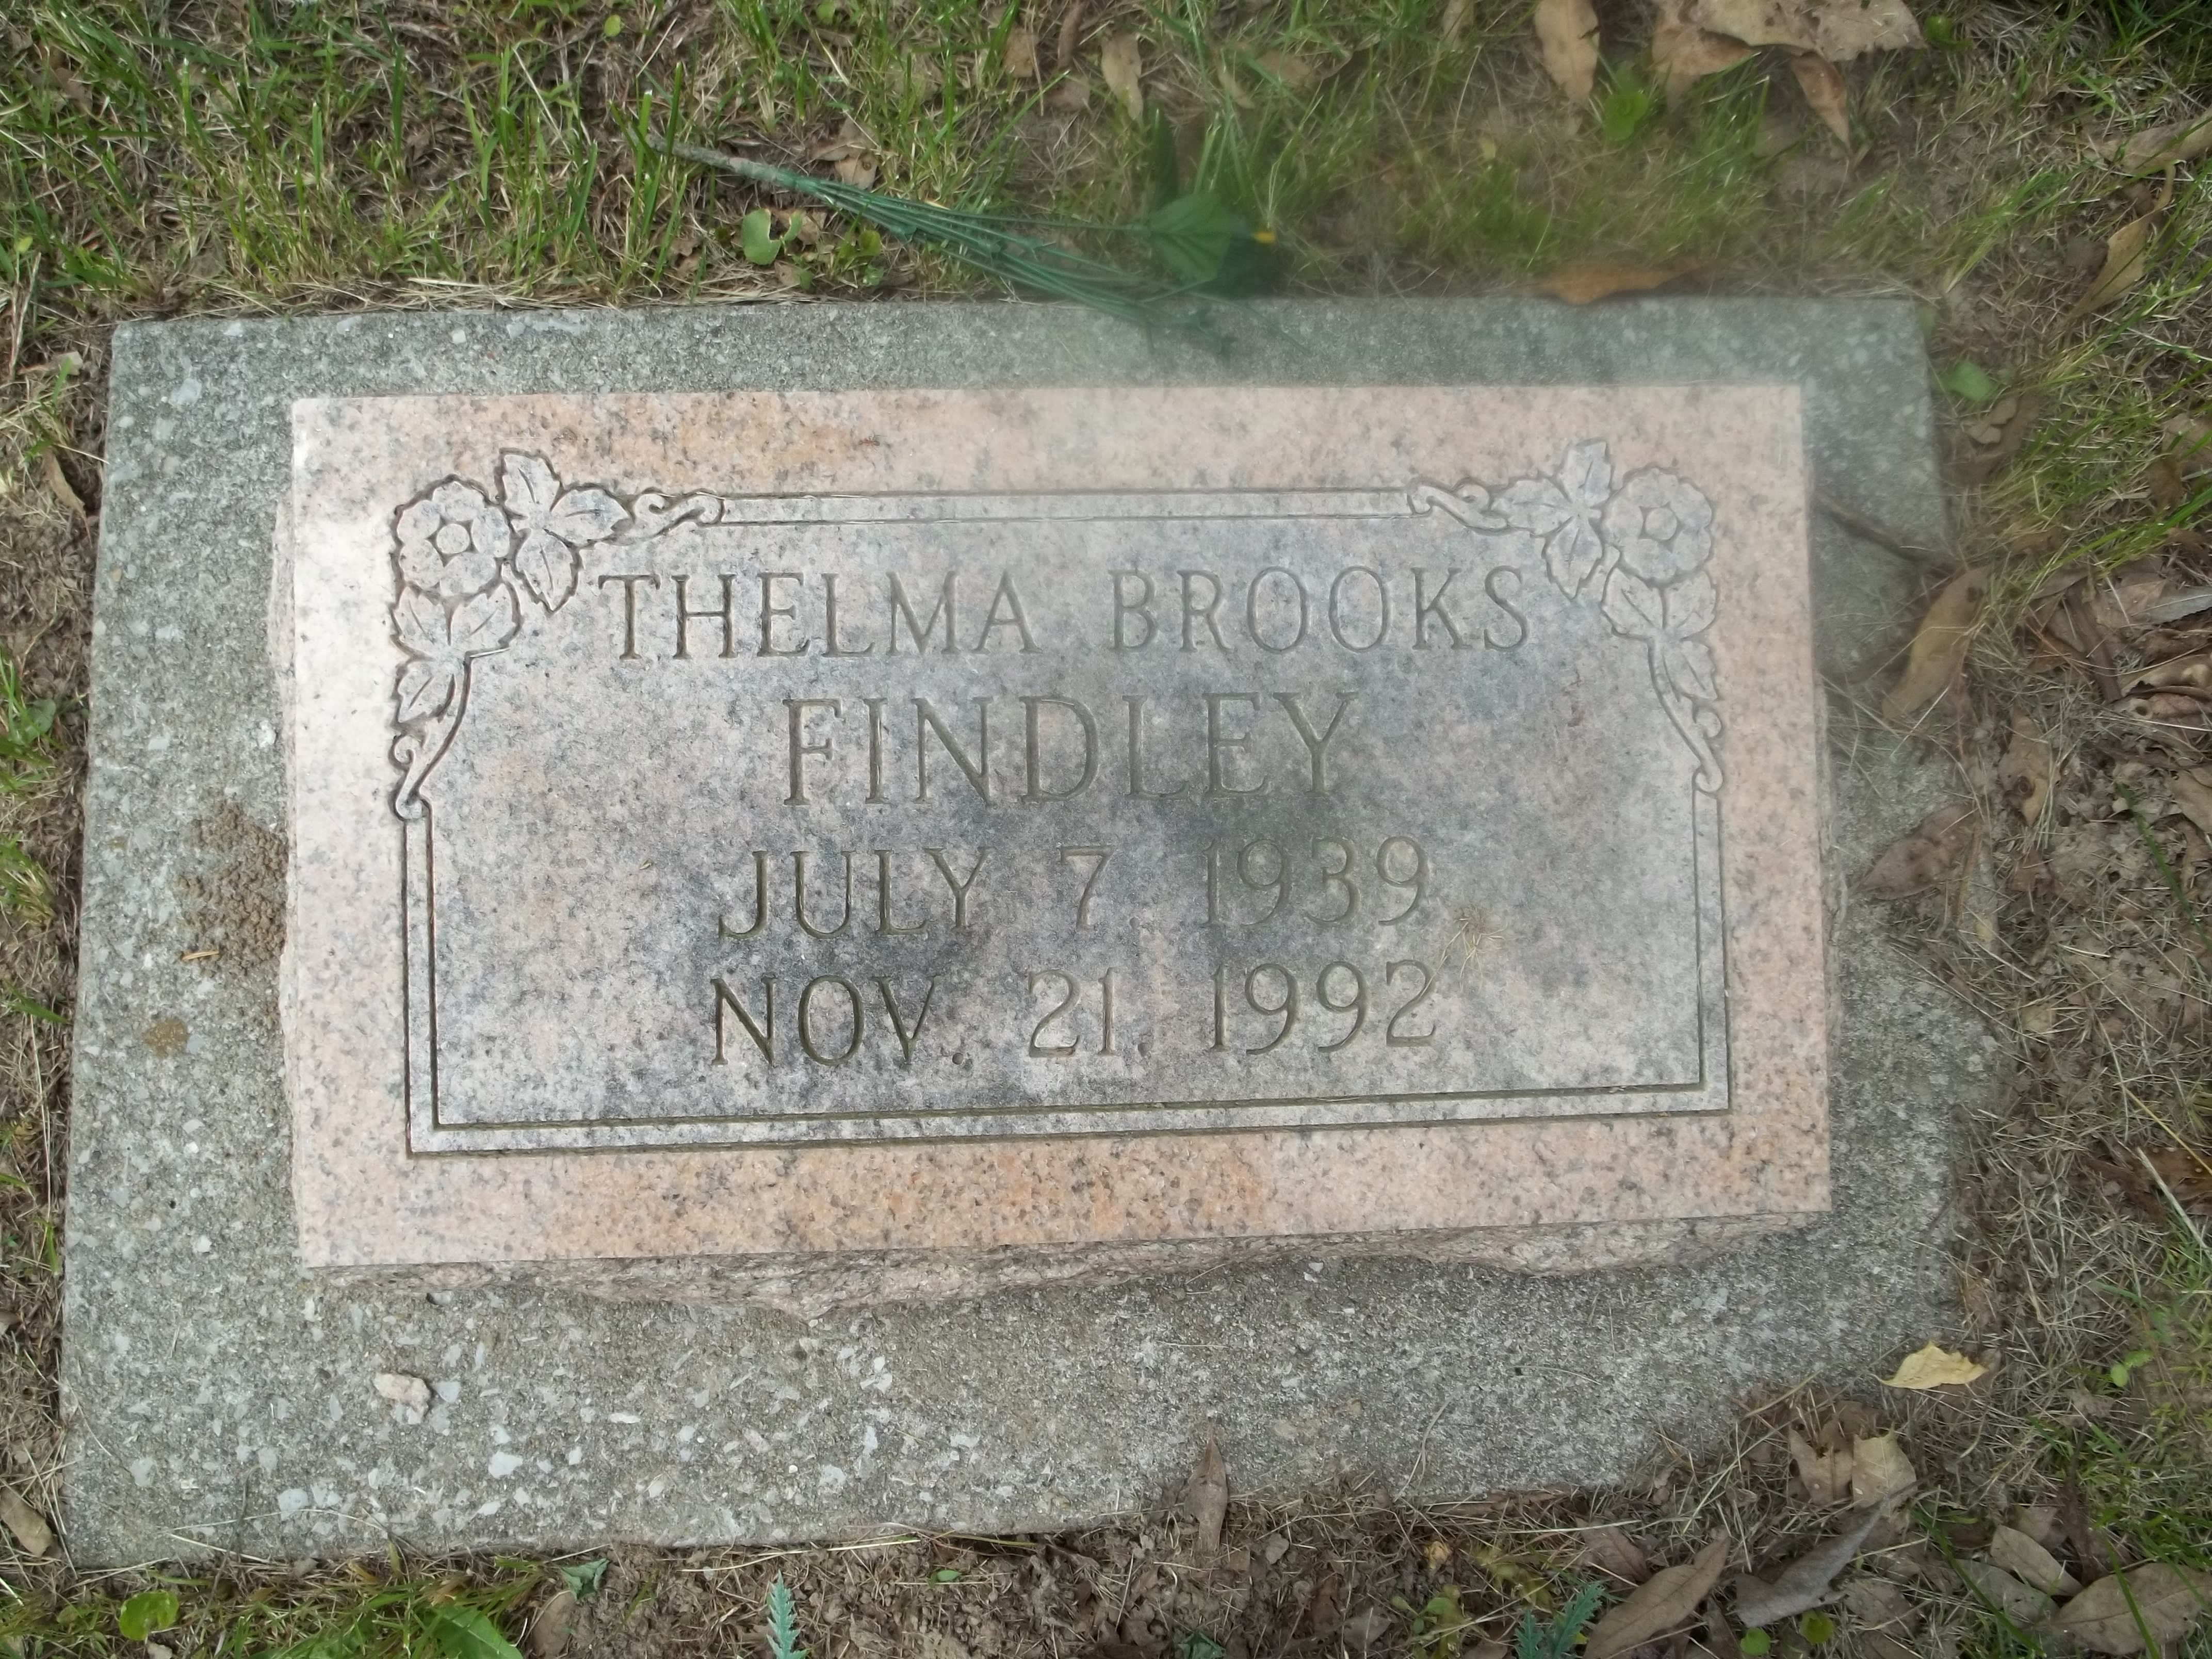 THELMA BROOKS
FINDLEY
JULY 7, 1939
NOV. 21, 1992